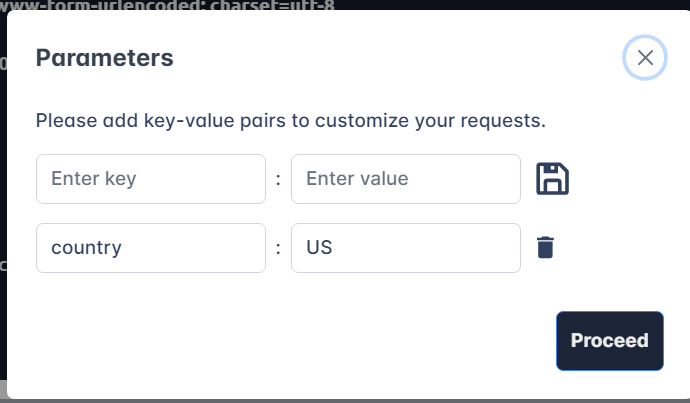 www-form-urlencoded; charset=utf-8
Parameters
Please add key-value pairs to customize your requests.
Enter key : Enter value
country : US
Proceed